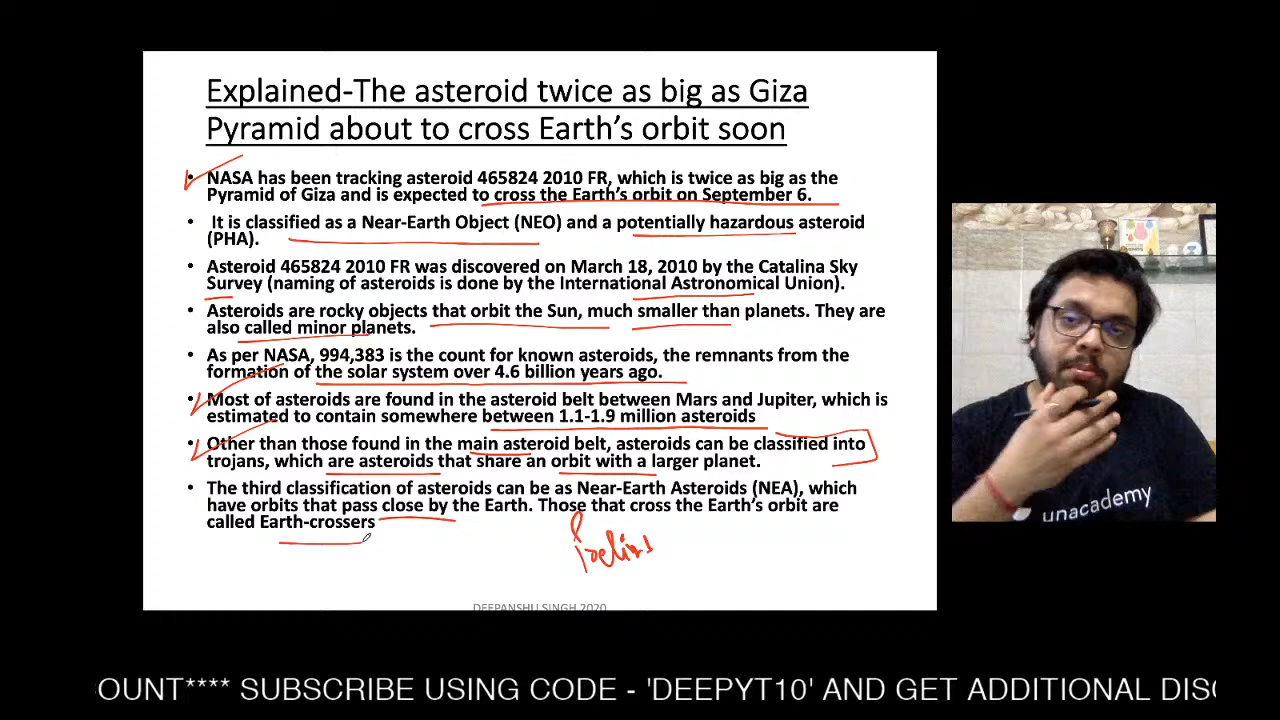 Explained-The asteroid twice as big as Giza
Pyramid about to cross Earth's orbit soon
• NASA has been tracking asteroid 465824 2010 FR, which is twice as big as the
Pyramid of Giza and is expected to cross the Earth's orbit on September 6.
• It is classified as a Near-Earth Object (NEO) and a potentially hazardous asteroid
(PHA).
• Asteroid 465824 2010 FR was discovered on March 18, 2010 by the Catalina Sky
Survey (naming of asteroids is done by the International Astronomical Union).
• Asteroids are rocky objects that orbit the Sun, much smaller than planets. They are
also called minor planets.
• As per NASA, 994,383 is the count for known asteroids, the remnants from the
formation of the solar system over 4.6 billion years ago.
• Most of asteroids are found in the asteroid belt between Mars and Jupiter, which is
estimated to contain somewhere between 1.1-1.9 million asteroids
• Other than those found in the main asteroid belt, asteroids can be classified into
trojans, which are asteroids that share an orbit with a larger planet.
• The third classification of asteroids can be as Near-Earth Asteroids (NEA), which
have orbits that pass close by the Earth. Those that cross the Earth's orbit are
called Earth-crossers
Prelims
DEEPANSHU SINGH 2020
unacademy
OUNT**** SUBSCRIBE USING CODE - 'DEEPYT10' AND GET ADDITIONAL DISC